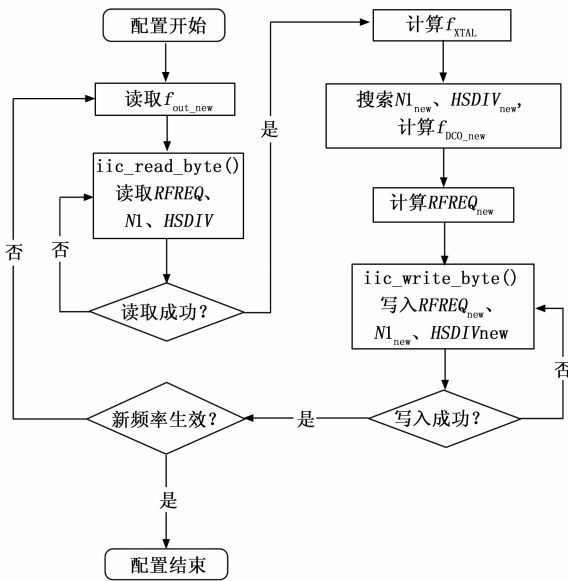 配置开始
读取f_out_new
iic_read_byte()
读取RFREQ、
N1、HSDIV
读取成功？
否
否
是
计算f_XTAL
搜索N1_new、HSDIV_new，
计算f_DCO_new
计算RFREQ_new
iic_write_byte()
写入RFREQ_new、
N1_new、HSDIVnew
写入成功？
否
是
新频率生效？
是
配置结束